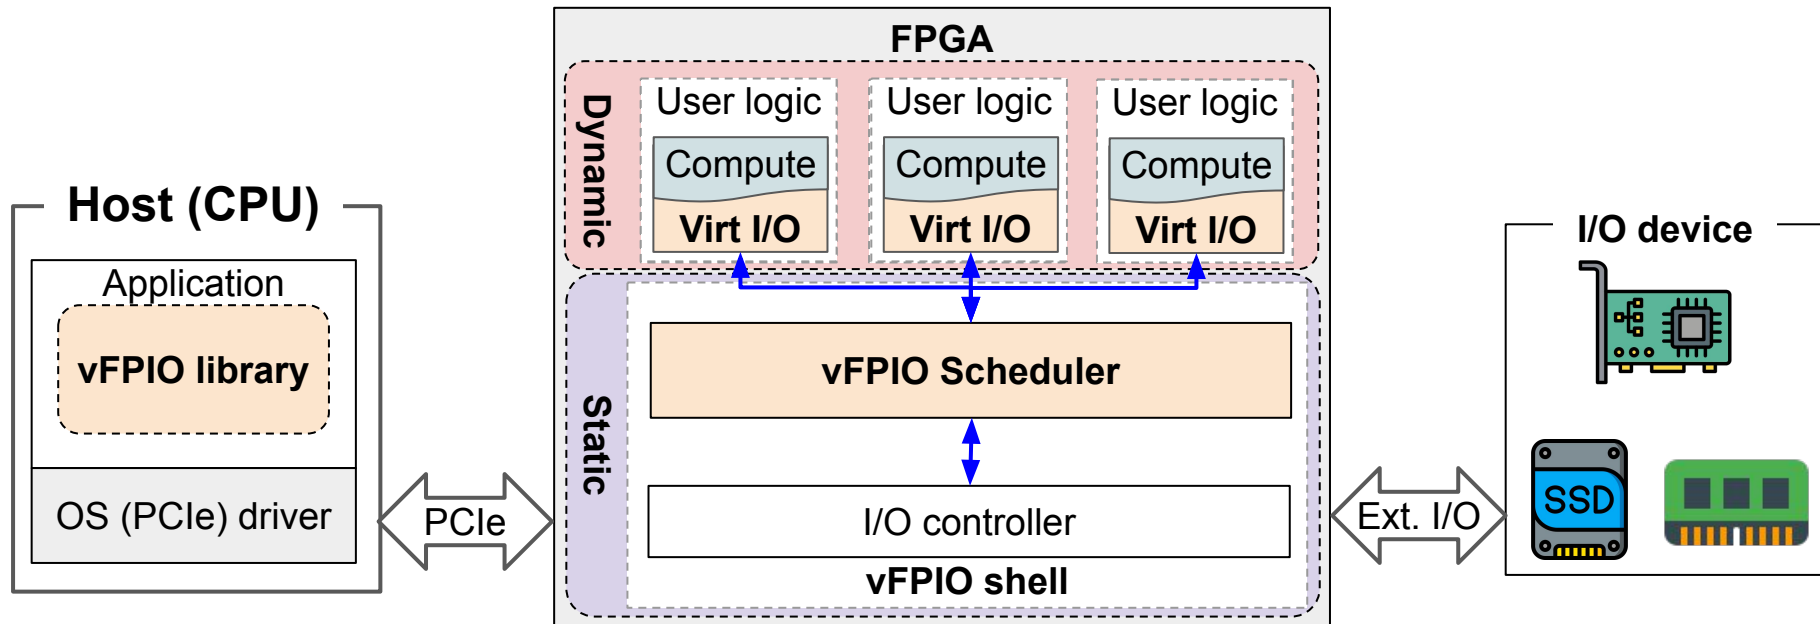 Host (CPU)
Application
vFPIO library
OS (PCIe) driver
PCIe
FPGA
Dynamic
User logic
Compute
Virt I/O
User logic
Compute
Virt I/O
User logic
Compute
Virt I/O
Static
vFPIO Scheduler
I/O controller
vFPIO shell
Ext. I/O
I/O device
SSD